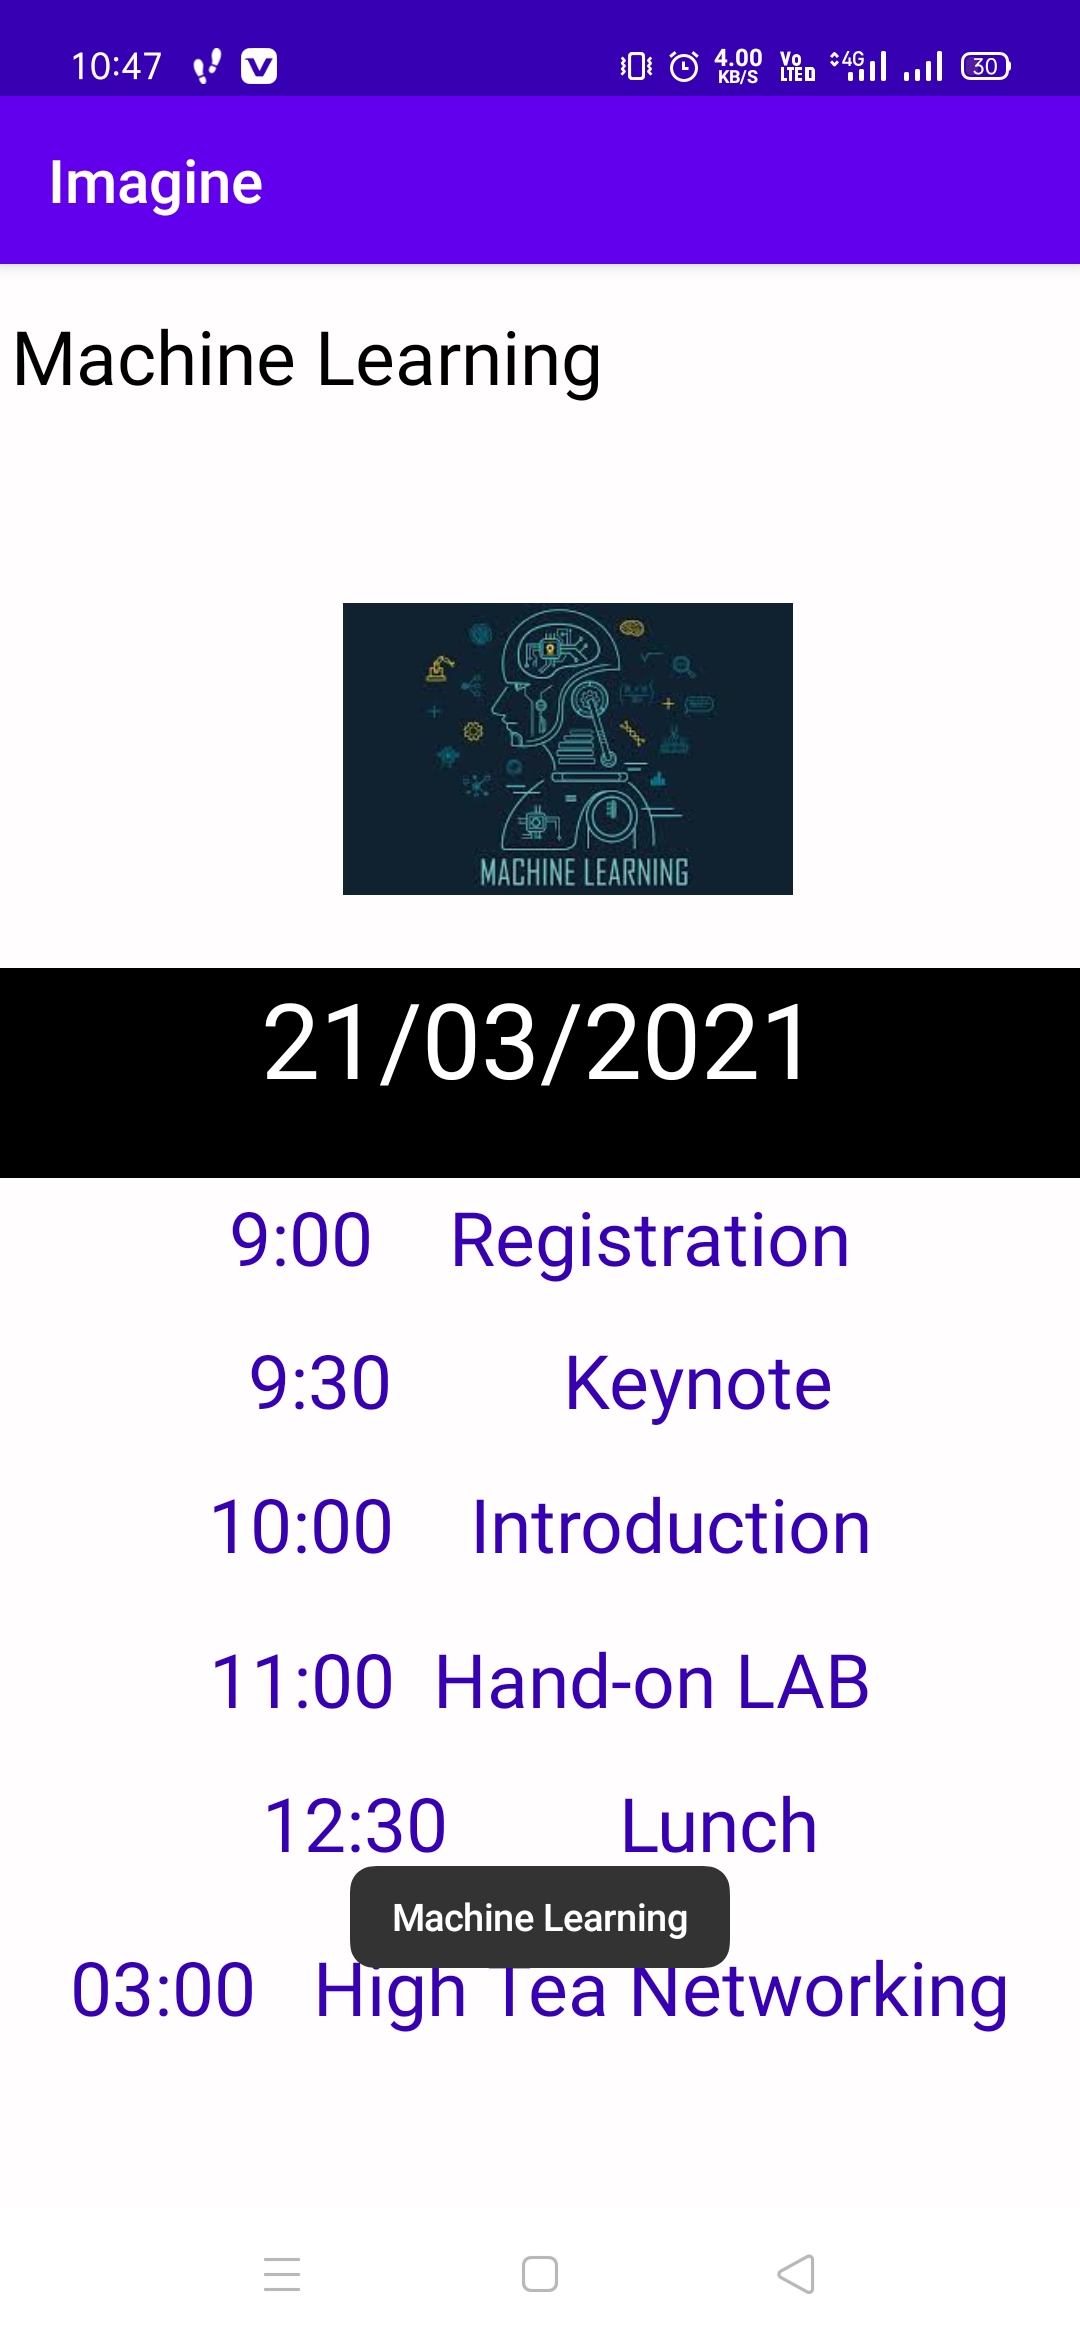 10:47 4.00 KB/S Vo LTE D 4G 30
Imagine
Machine Learning
MACHINE LEARNING
21/03/2021
9:00 Registration
9:30 Keynote
10:00 Introduction
11:00 Hand-on LAB
12:30 Lunch
Machine Learning
03:00 High Tea Networking